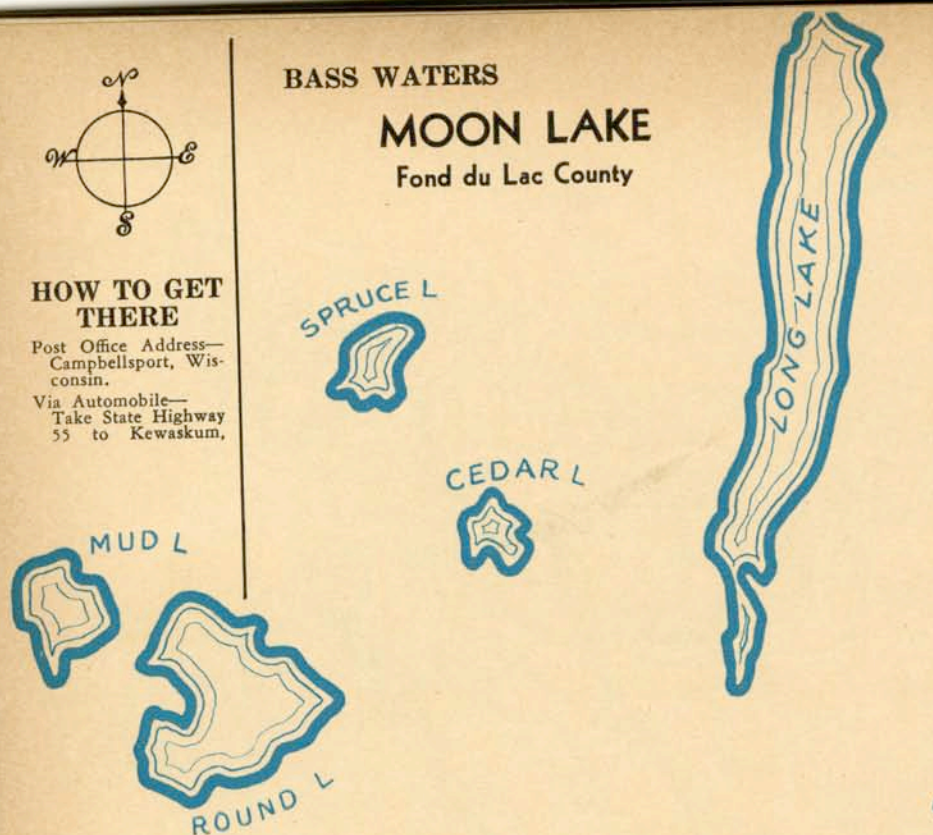 N
W E
S
BASS WATERS
MOON LAKE
Fond du Lac County
HOW TO GET
THERE
Post Office Address—
Campbellsport, Wis-
consin.
Via Automobile—
Take State Highway
55 to Kewaskum,
SPRUCE L
LONG LAKE
CEDAR L
MUD L
ROUND L